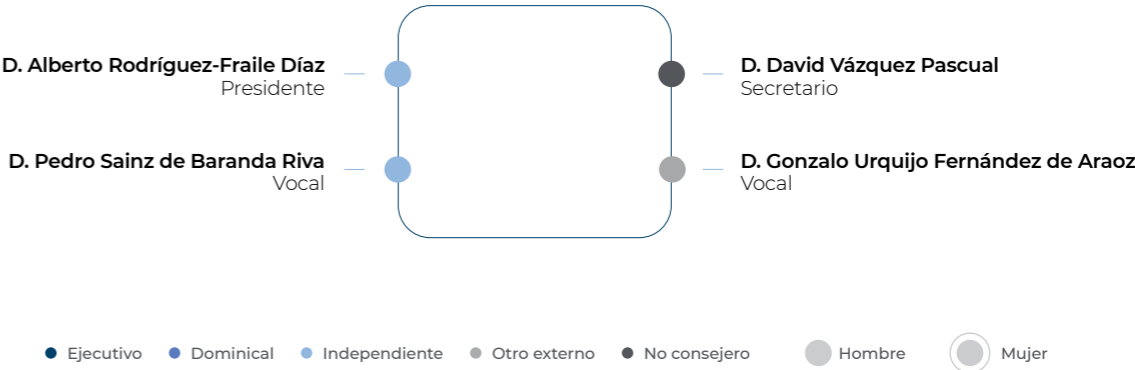 D. Alberto Rodríguez-Fraile Díaz
Presidente
D. David Vázquez Pascual
Secretario
D. Pedro Sainz de Baranda Riva
Vocal
D. Gonzalo Urquijo Fernández de Araoz
Vocal
Ejecutivo Dominical Independiente Otro externo No consejero Hombre Mujer